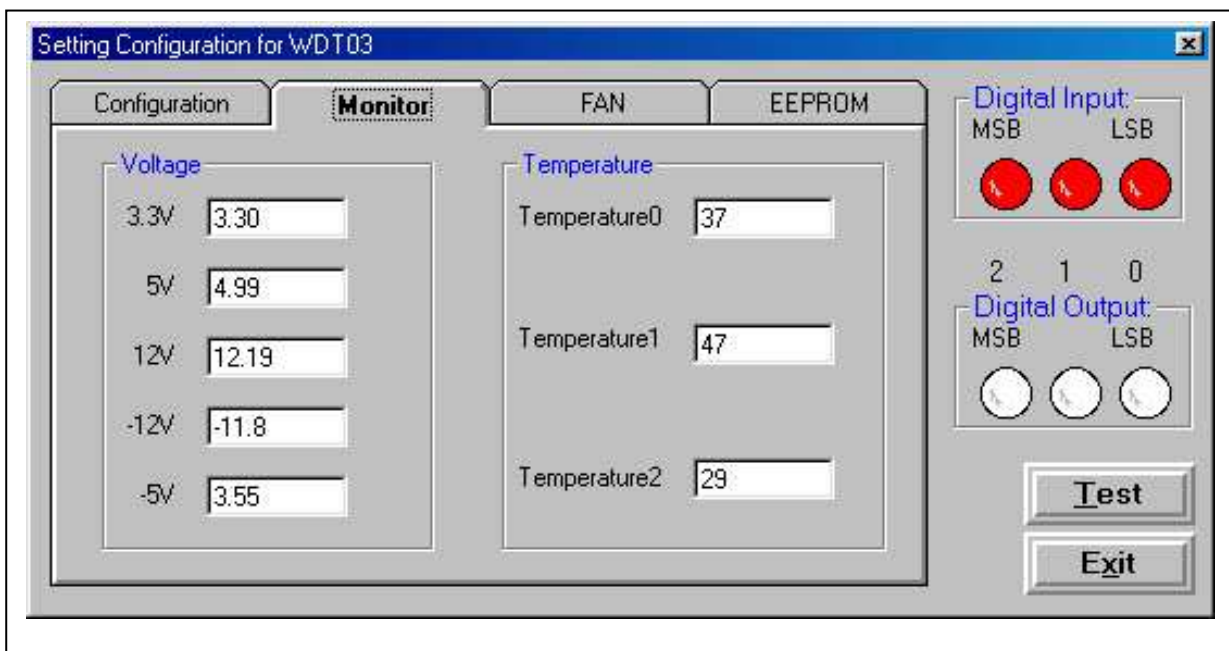 Setting Configuration for WDT03
Configuration Monitor FAN EEPROM
Voltage
3.3V 3.30
5V 4.99
12V 12.19
-12V -11.8
-5V 3.55
Temperature
Temperature0 37
Temperature1 47
Temperature2 29
Digital Input:
MSB LSB
2 1 0
Digital Output:
MSB LSB
Test
Exit